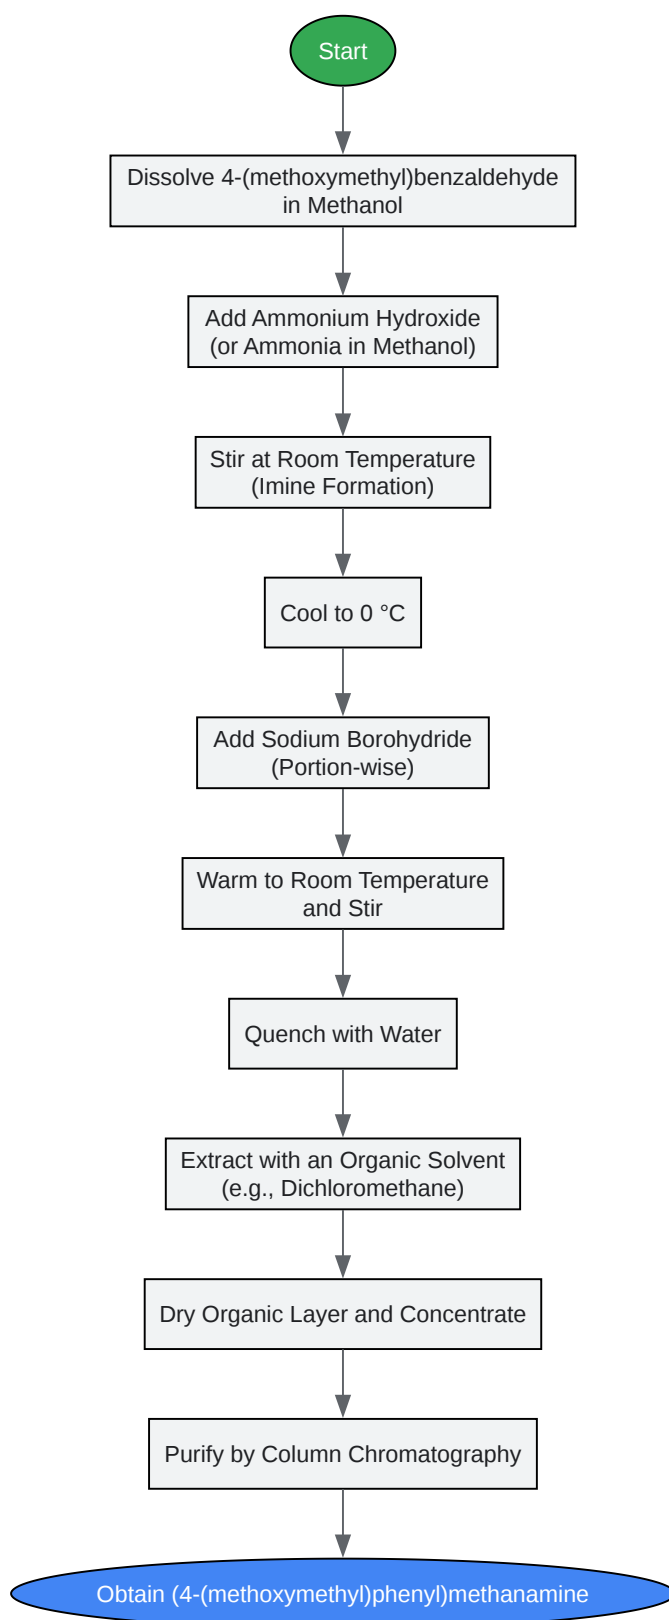 Start
Dissolve 4-(methoxymethyl)benzaldehyde
in Methanol
Add Ammonium Hydroxide
(or Ammonia in Methanol)
Stir at Room Temperature
(Imine Formation)
Cool to 0 °C
Add Sodium Borohydride
(Portion-wise)
Warm to Room Temperature
and Stir
Quench with Water
Extract with an Organic Solvent
(e.g., Dichloromethane)
Dry Organic Layer and Concentrate
Purify by Column Chromatography
Obtain (4-(methoxymethyl)phenyl)methanamine